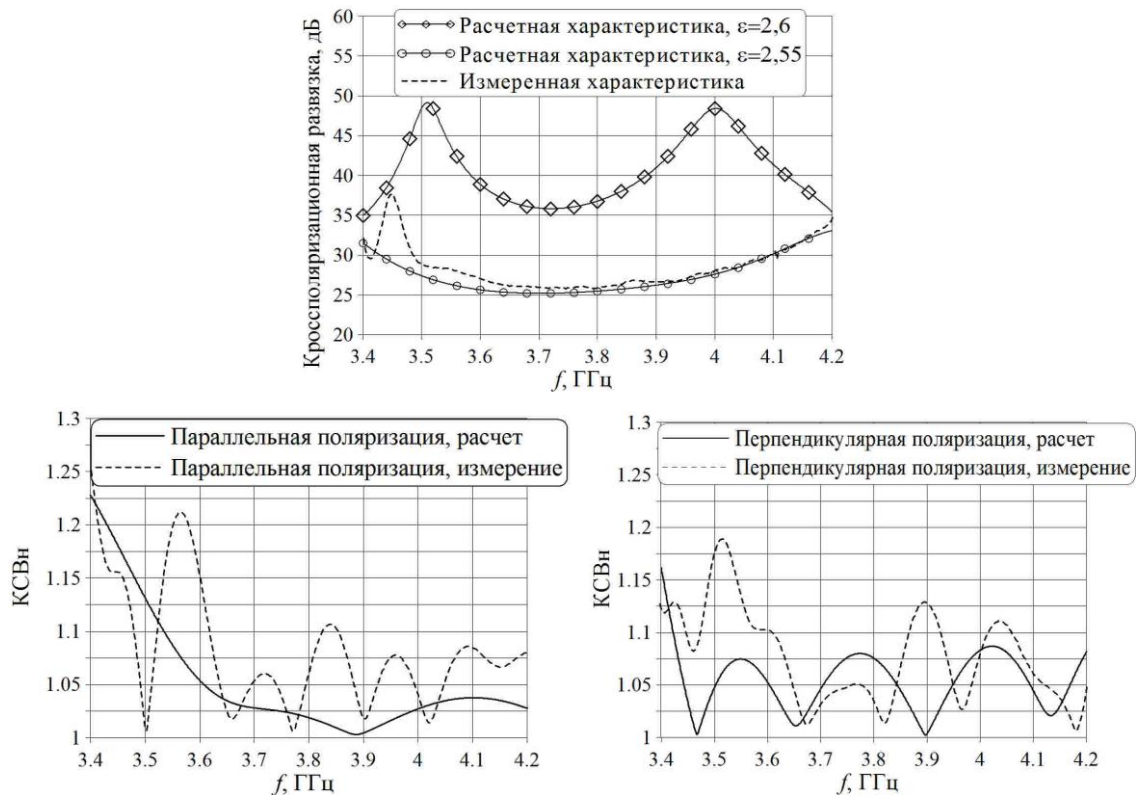 Кроссполяризационная развязка, дБ
60
55
50
45
40
35
30
25
20
Расчетная характеристика, ε=2,6
Расчетная характеристика, ε=2,55
Измеренная характеристика
3.4 3.5 3.6 3.7 3.8 3.9 4 4.1 4.2
f, ГГц
КСВн
1.3
1.25
1.2
1.15
1.1
1.05
1
Параллельная поляризация, расчет
Параллельная поляризация, измерение
3.4 3.5 3.6 3.7 3.8 3.9 4 4.1 4.2
f, ГГц
КСВн
1.3
1.25
1.2
1.15
1.1
1.05
1
Перпендикулярная поляризация, расчет
Перпендикулярная поляризация, измерение
3.4 3.5 3.6 3.7 3.8 3.9 4 4.1 4.2
f, ГГц